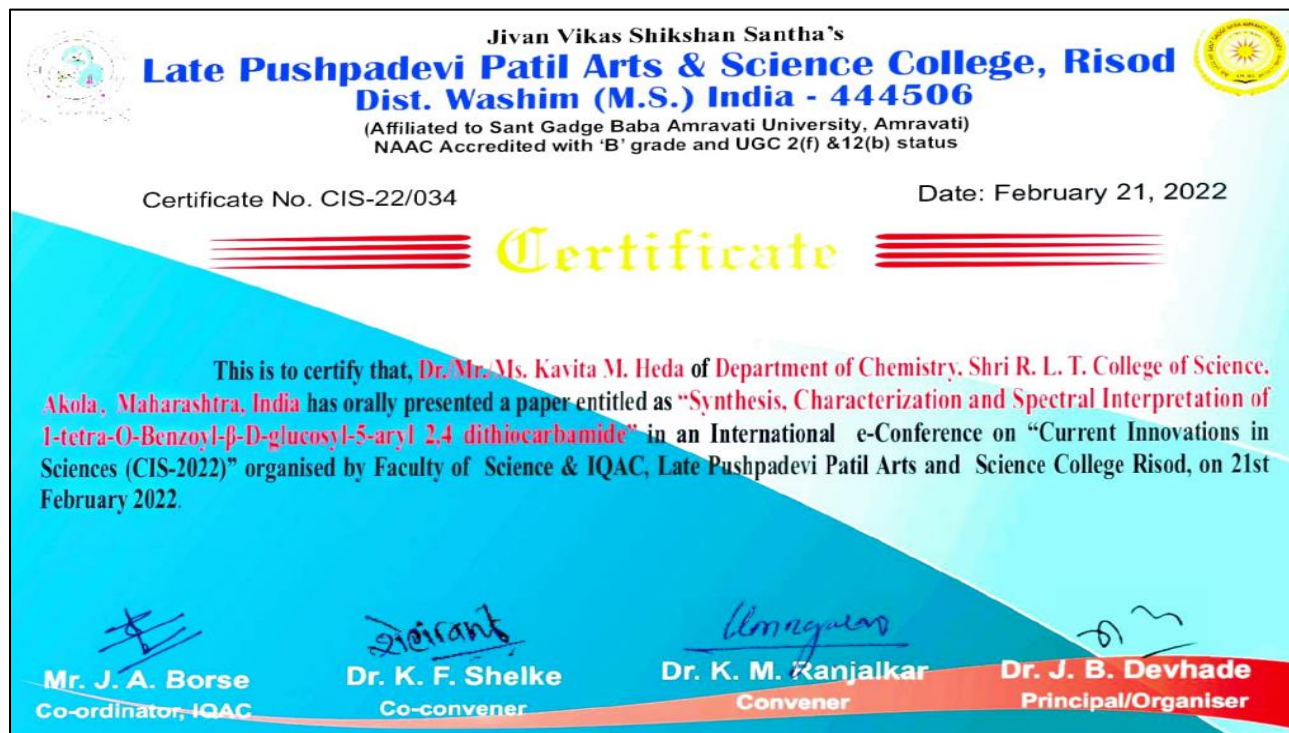 Jivan Vikas Shikshan Santha's
Late Pushpadevi Patil Arts & Science College, Risod
Dist. Washim (M.S.) India - 444506
(Affiliated to Sant Gadge Baba Amravati University, Amravati)
NAAC Accredited with 'B' grade and UGC 2(f) &12(b) status
Certificate No. CIS-22/034
Date: February 21, 2022
Certificate
This is to certify that, Dr./Mr./Ms. Kavita M. Heda of Department of Chemistry. Shri R. L. T. College of Science,
Akola, Maharashtra, India has orally presented a paper entitled as “Synthesis, Characterization and Spectral Interpretation of
1-tetra-O-Benzoyl-β-D-glucosyl-5-aryl 2,4 dithiocarbamide” in an International e-Conference on “Current Innovations in
Sciences (CIS-2022)” organised by Faculty of Science & IQAC, Late Pushpadevi Patil Arts and Science College Risod, on 21st
February 2022.
Mr. J. A. Borse
Co-ordinator, IQAC
Dr. K. F. Shelke
Co-convener
Dr. K. M. Ranjalkar
Convener
Dr. J. B. Devhade
Principal/Organiser